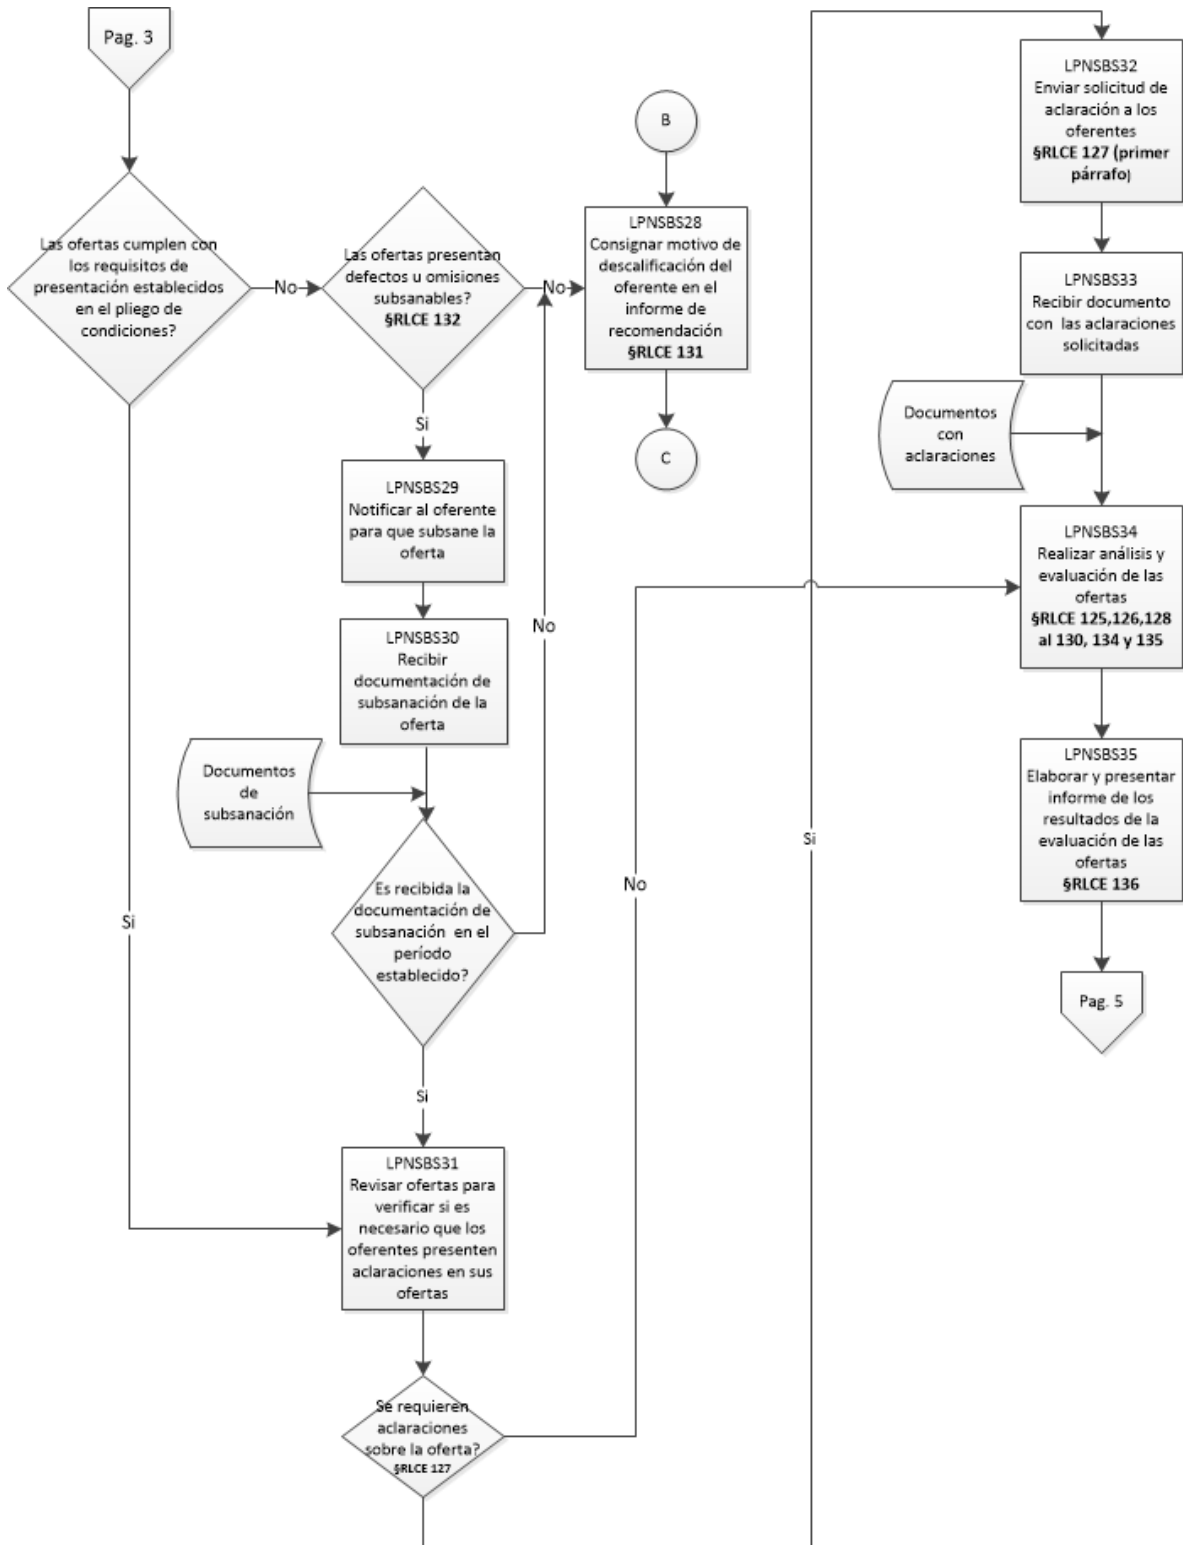 Pag. 3
Las ofertas cumplen con
los requisitos de
presentación establecidos
en el pliego de
condiciones?
No
Las ofertas presentan
defectos u omisiones
subsanables?
§RLCE 132
No
B
LPNSBS28
Consignar motivo de
descalificación del
oferente en el
informe de
recomendación
§RLCE 131
C
Si
LPNSBS29
Notificar al oferente
para que subsane la
oferta
LPNSBS30
Recibir
documentación de
subsanación de la
oferta
No
Documentos
de
subsanación
Es recibida la
documentación de
subsanación en el
período
establecido?
Si
Si
LPNSBS31
Revisar ofertas para
verificar si es
necesario que los
oferentes presenten
aclaraciones en sus
ofertas
Se requieren
aclaraciones
sobre la oferta?
§RLCE 127
No
Si
LPNSBS32
Enviar solicitud de
aclaración a los
oferentes
§RLCE 127 (primer
párrafo)
LPNSBS33
Recibir documento
con las aclaraciones
solicitadas
Documentos
con
aclaraciones
LPNSBS34
Realizar análisis y
evaluación de las
ofertas
§RLCE 125,126,128
al 130, 134 y 135
LPNSBS35
Elaborar y presentar
informe de los
resultados de la
evaluación de las
ofertas
§RLCE 136
Pag. 5